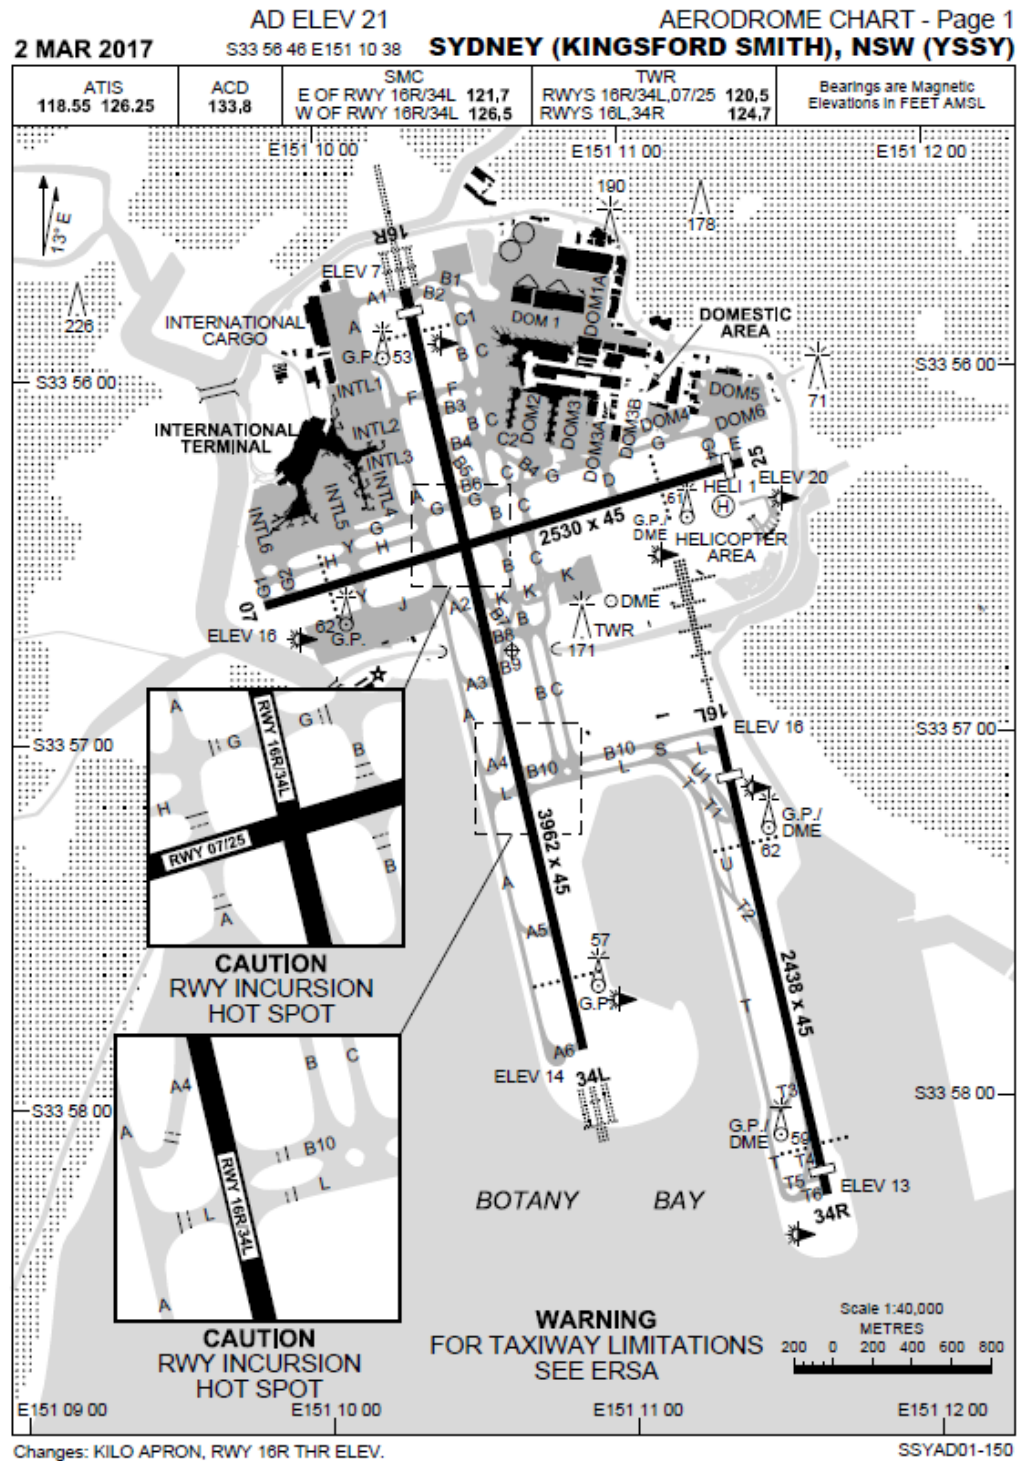 AD ELEV 21
AERODROME CHART - Page 1
2 MAR 2017
S33 56 46 E151 10 38
SYDNEY (KINGSFORD SMITH), NSW (YSSY)
ATIS
118.55 126.25
ACD
133,8
SMC
E OF RWY 16R/34L 121,7
W OF RWY 16R/34L 126,5
TWR
RWYS 16R/34L,07/25 120,5
RWYS 16L,34R 124,7
Bearings are Magnetic
Elevations in FEET AMSL
E151 10 00
E151 11 00
E151 12 00
13° E
190
178
226
16R
ELEV 7
A1
B2
B1
C1
A
G.P.
53
B
C
INTERNATIONAL
CARGO
DOM 1
DOM1A
DOMESTIC
AREA
71
S33 56 00
S33 56 00
INTL1
F
F
B3
B
C
INTERNATIONAL
TERMINAL
INTL2
INTL3
INTL4
INTL5
INTL6
B4
B5
B6
C2
C
B4
G
DOM2
DOM3
DOM3A
DOM3B
DOM4
DOM5
DOM6
G
G4
E
25
D
ELEV 20
HELI 1
H
61
G.P./
DME
HELICOPTER
AREA
2530 x 45
A
G
G
B
C
G
H
Y
H
G1
G2
07
ELEV 16
62
G.P.
Y
J
A2
B
C
K
K
K
B7
B
B8
B9
DME
TWR
171
A3
A
B
C
16L
ELEV 16
S33 57 00
S33 57 00
A4
B10
B10
S
L
L
L
U1
T
T1
G.P./
DME
62
U
T2
3962 x 45
2438 x 45
A
A5
57
G.P.
A6
ELEV 14
34L
T
T3
G.P./
DME
59
T
T4
T5
T6
ELEV 13
34R
S33 58 00
S33 58 00
A
G
G
RWY 16R/34L
B
H
RWY 07/25
B
A
CAUTION
RWY INCURSION
HOT SPOT
A4
A
B
C
B10
L
L
RWY 16R/34L
A
CAUTION
RWY INCURSION
HOT SPOT
BOTANY BAY
WARNING
FOR TAXIWAY LIMITATIONS
SEE ERSA
Scale 1:40,000
METRES
200 0 200 400 600 800
E151 09 00
E151 10 00
E151 11 00
E151 12 00
Changes: KILO APRON, RWY 16R THR ELEV.
SSYAD01-150